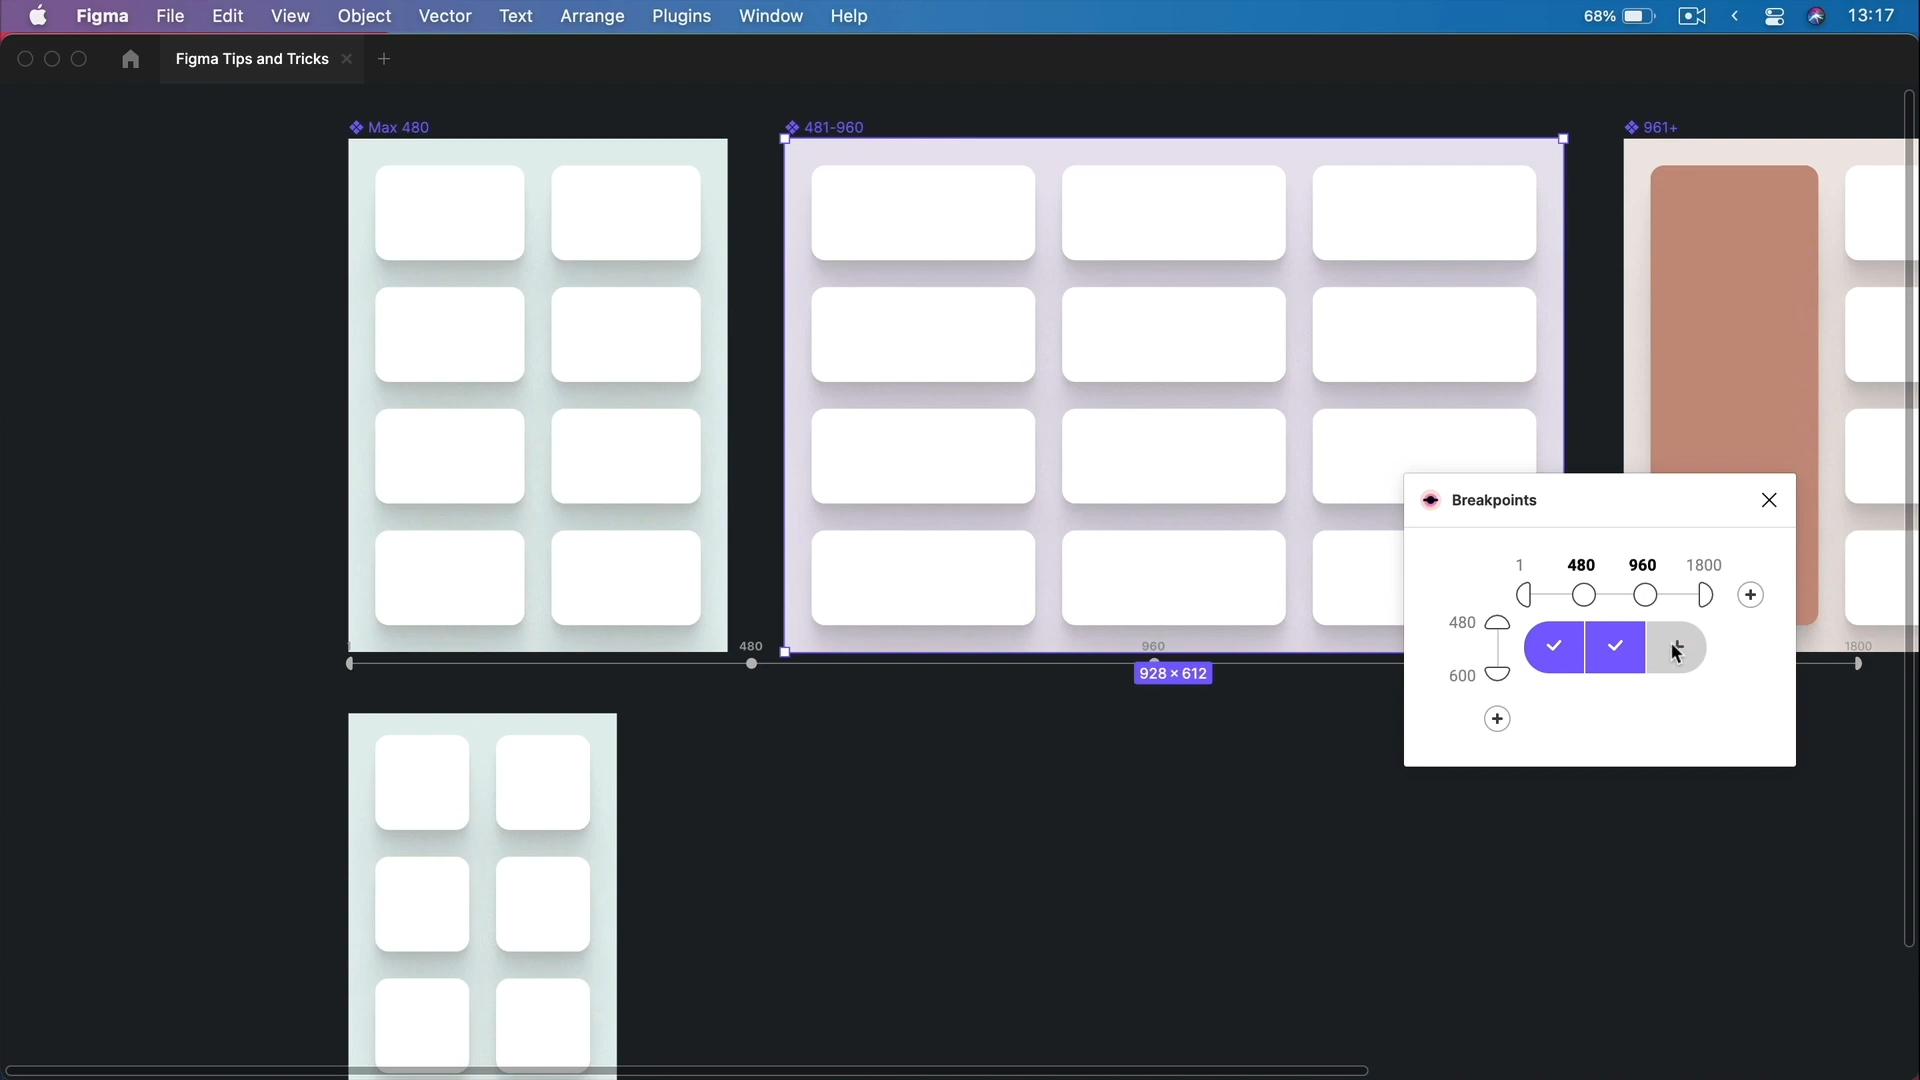 Figma File Edit View Object Vector Text Arrange Plugins Window Help 68% 13:17
Figma Tips and Tricks
Max 480
481-960
961+
Breakpoints
1 480 960 1800
480
600
480 960 1800
928 × 612